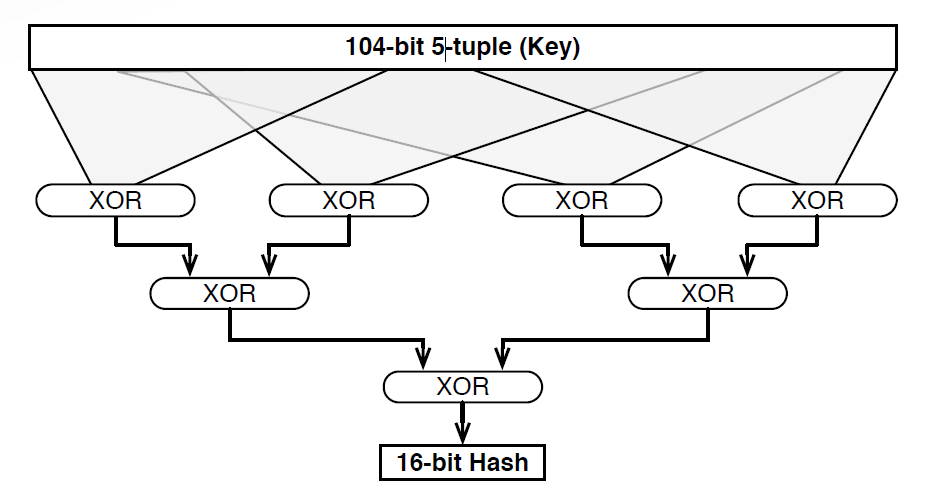 104-bit 5-tuple (Key)
XOR XOR XOR XOR
XOR XOR
XOR
16-bit Hash